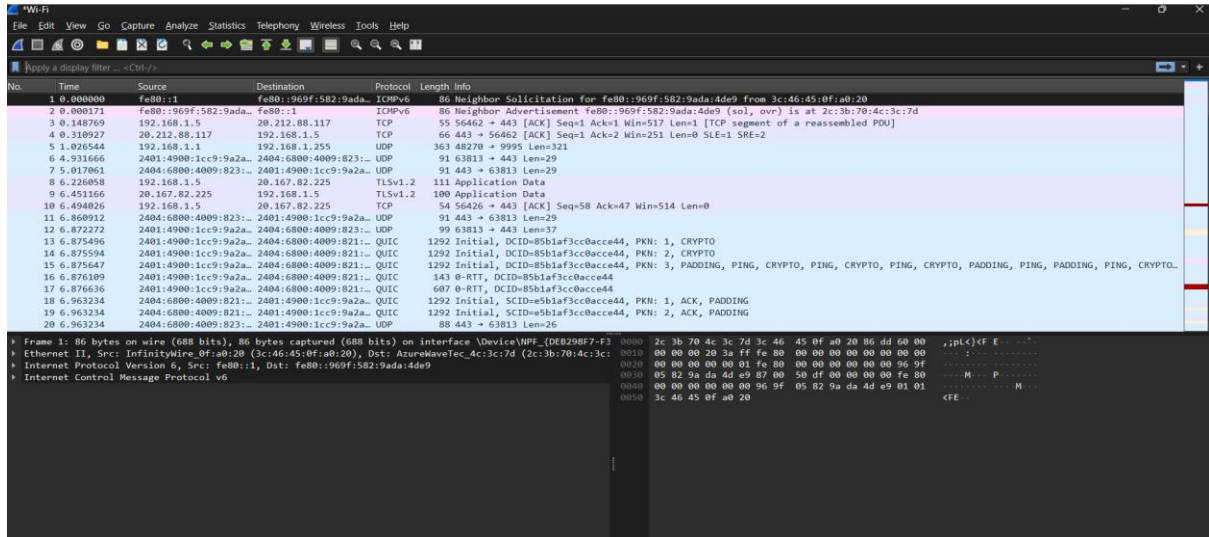 *Wi-Fi
File Edit View Go Capture Analyze Statistics Telephony Wireless Tools Help
Apply a display filter ... <Ctrl-/>
No. Time Source Destination Protocol Length Info
1 0.000000 fe80::1 fe80::969f:582:9ada… ICMPv6 86 Neighbor Solicitation for fe80::969f:582:9ada:4de9 from 3c:46:45:0f:a0:20
2 0.000171 fe80::969f:582:9ada… fe80::1 ICMPv6 86 Neighbor Advertisement fe80::969f:582:9ada:4de9 (sol, ovr) is at 2c:3b:70:4c:3c:7d
3 0.148769 192.168.1.5 20.212.88.117 TCP 55 56462 → 443 [ACK] Seq=1 Ack=1 Win=517 Len=1 [TCP segment of a reassembled PDU]
4 0.310927 20.212.88.117 192.168.1.5 TCP 66 443 → 56462 [ACK] Seq=1 Ack=2 Win=251 Len=0 SLE=1 SRE=2
5 1.026544 192.168.1.1 192.168.1.255 UDP 363 48270 → 9995 Len=321
6 4.931666 2401:4900:1cc9:9a2a… 2404:6800:4009:823:… UDP 91 63813 → 443 Len=29
7 5.017061 2404:6800:4009:823:… 2401:4900:1cc9:9a2a… UDP 91 443 → 63813 Len=29
8 6.226058 192.168.1.5 20.167.82.225 TLSv1.2 111 Application Data
9 6.451166 20.167.82.225 192.168.1.5 TLSv1.2 100 Application Data
10 6.494026 192.168.1.5 20.167.82.225 TCP 54 56426 → 443 [ACK] Seq=58 Ack=47 Win=514 Len=0
11 6.860912 2404:6800:4009:823:… 2401:4900:1cc9:9a2a… UDP 91 443 → 63813 Len=29
12 6.872272 2401:4900:1cc9:9a2a… 2404:6800:4009:823:… UDP 99 63813 → 443 Len=37
13 6.875496 2401:4900:1cc9:9a2a… 2404:6800:4009:821:… QUIC 1292 Initial, DCID=85b1af3cc0acce44, PKN: 1, CRYPTO
14 6.875594 2401:4900:1cc9:9a2a… 2404:6800:4009:821:… QUIC 1292 Initial, DCID=85b1af3cc0acce44, PKN: 2, CRYPTO
15 6.875647 2401:4900:1cc9:9a2a… 2404:6800:4009:821:… QUIC 1292 Initial, DCID=85b1af3cc0acce44, PKN: 3, PADDING, PING, CRYPTO, PING, CRYPTO, PING, CRYPTO, PADDING, PING, PADDING, PING, CRYPTO…
16 6.876109 2401:4900:1cc9:9a2a… 2404:6800:4009:821:… QUIC 143 0-RTT, DCID=85b1af3cc0acce44
17 6.876636 2401:4900:1cc9:9a2a… 2404:6800:4009:821:… QUIC 607 0-RTT, DCID=85b1af3cc0acce44
18 6.963234 2404:6800:4009:821:… 2401:4900:1cc9:9a2a… QUIC 1292 Initial, SCID=e5b1af3cc0acce44, PKN: 1, ACK, PADDING
19 6.963234 2404:6800:4009:821:… 2401:4900:1cc9:9a2a… QUIC 1292 Initial, SCID=e5b1af3cc0acce44, PKN: 2, ACK, PADDING
20 6.963234 2404:6800:4009:823:… 2401:4900:1cc9:9a2a… UDP 88 443 → 63813 Len=26
Frame 1: 86 bytes on wire (688 bits), 86 bytes captured (688 bits) on interface \Device\NPF_{DEB298F7-F3
Ethernet II, Src: InfinityWire_0f:a0:20 (3c:46:45:0f:a0:20), Dst: AzureWaveTec_4c:3c:7d (2c:3b:70:4c:3c:
Internet Protocol Version 6, Src: fe80::1, Dst: fe80::969f:582:9ada:4de9
Internet Control Message Protocol v6
0000 2c 3b 70 4c 3c 7d 3c 46 45 0f a0 20 86 dd 60 00 ,;pL<}<F E·· ··`·
0010 00 00 00 20 3a ff fe 80 00 00 00 00 00 00 00 00 ··· :··· ········
0020 00 00 00 00 00 01 fe 80 00 00 00 00 00 00 96 9f ········ ········
0030 05 82 9a da 4d e9 87 00 50 df 00 00 00 00 fe 80 ····M··· P·······
0040 00 00 00 00 00 00 96 9f 05 82 9a da 4d e9 01 01 ········ ····M···
0050 3c 46 45 0f a0 20 <FE··